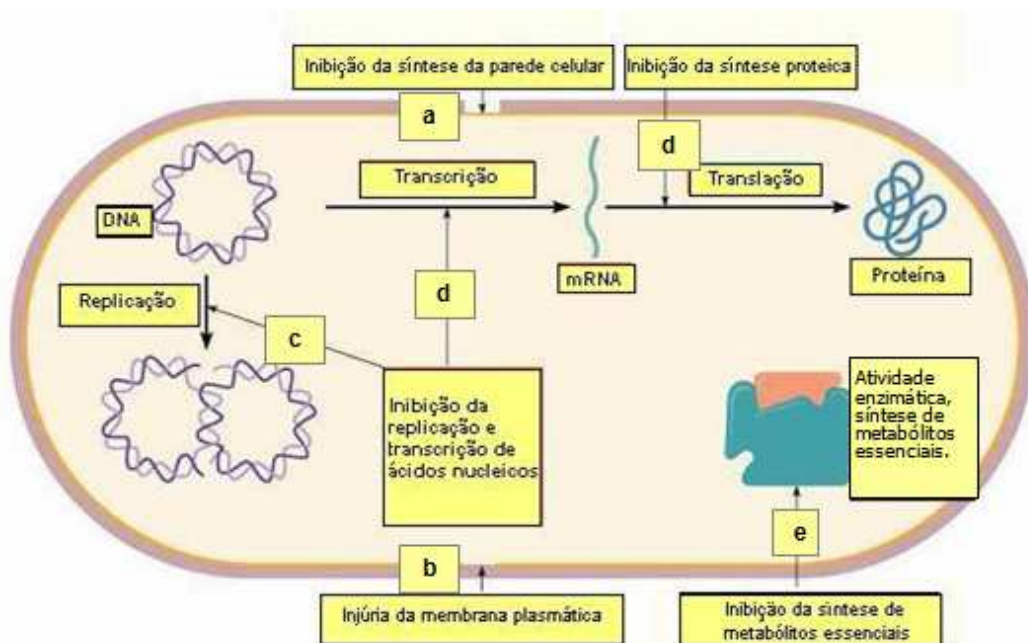 Inibição da síntese da parede celular
Inibição da síntese proteica
a
d
Transcrição
Translação
DNA
mRNA
Proteína
Replicação
d
c
Inibição da
replicação e
transcrição de
ácidos nucleicos
Atividade
enzimática,
síntese de
metabólitos
essenciais.
e
b
Injúria da membrana plasmática
Inibição da síntese de
metabólitos essenciais